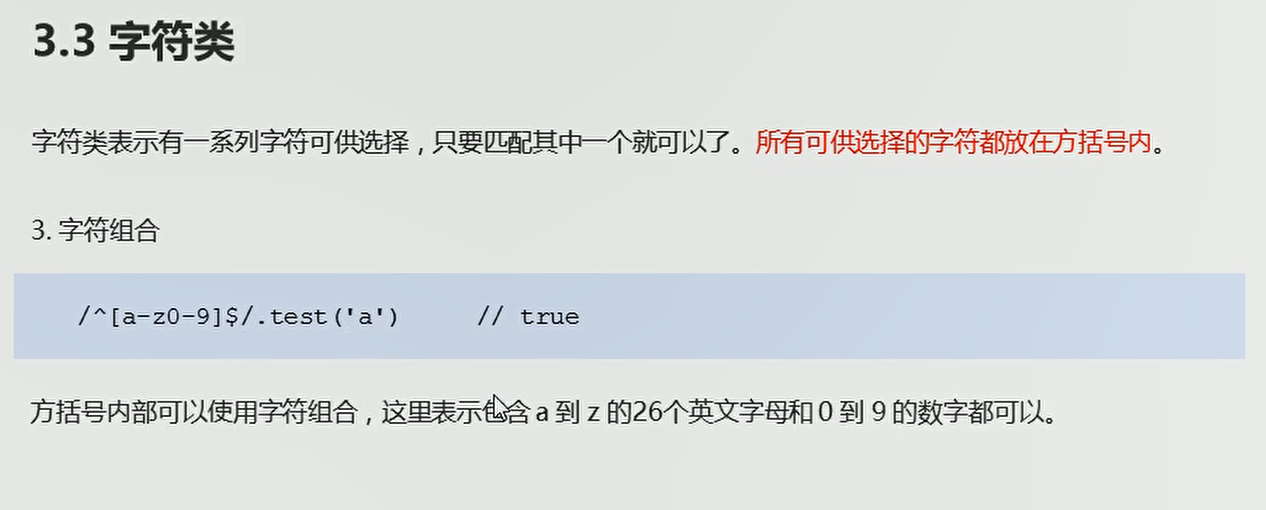 3.3 字符类
字符类表示有一系列字符可供选择，只要匹配其中一个就可以了。所有可供选择的字符都放在方括号内。
3. 字符组合
/^[a-z0-9]$/.test('a')     // true
方括号内部可以使用字符组合，这里表示包含 a 到 z 的26个英文字母和 0 到 9 的数字都可以。